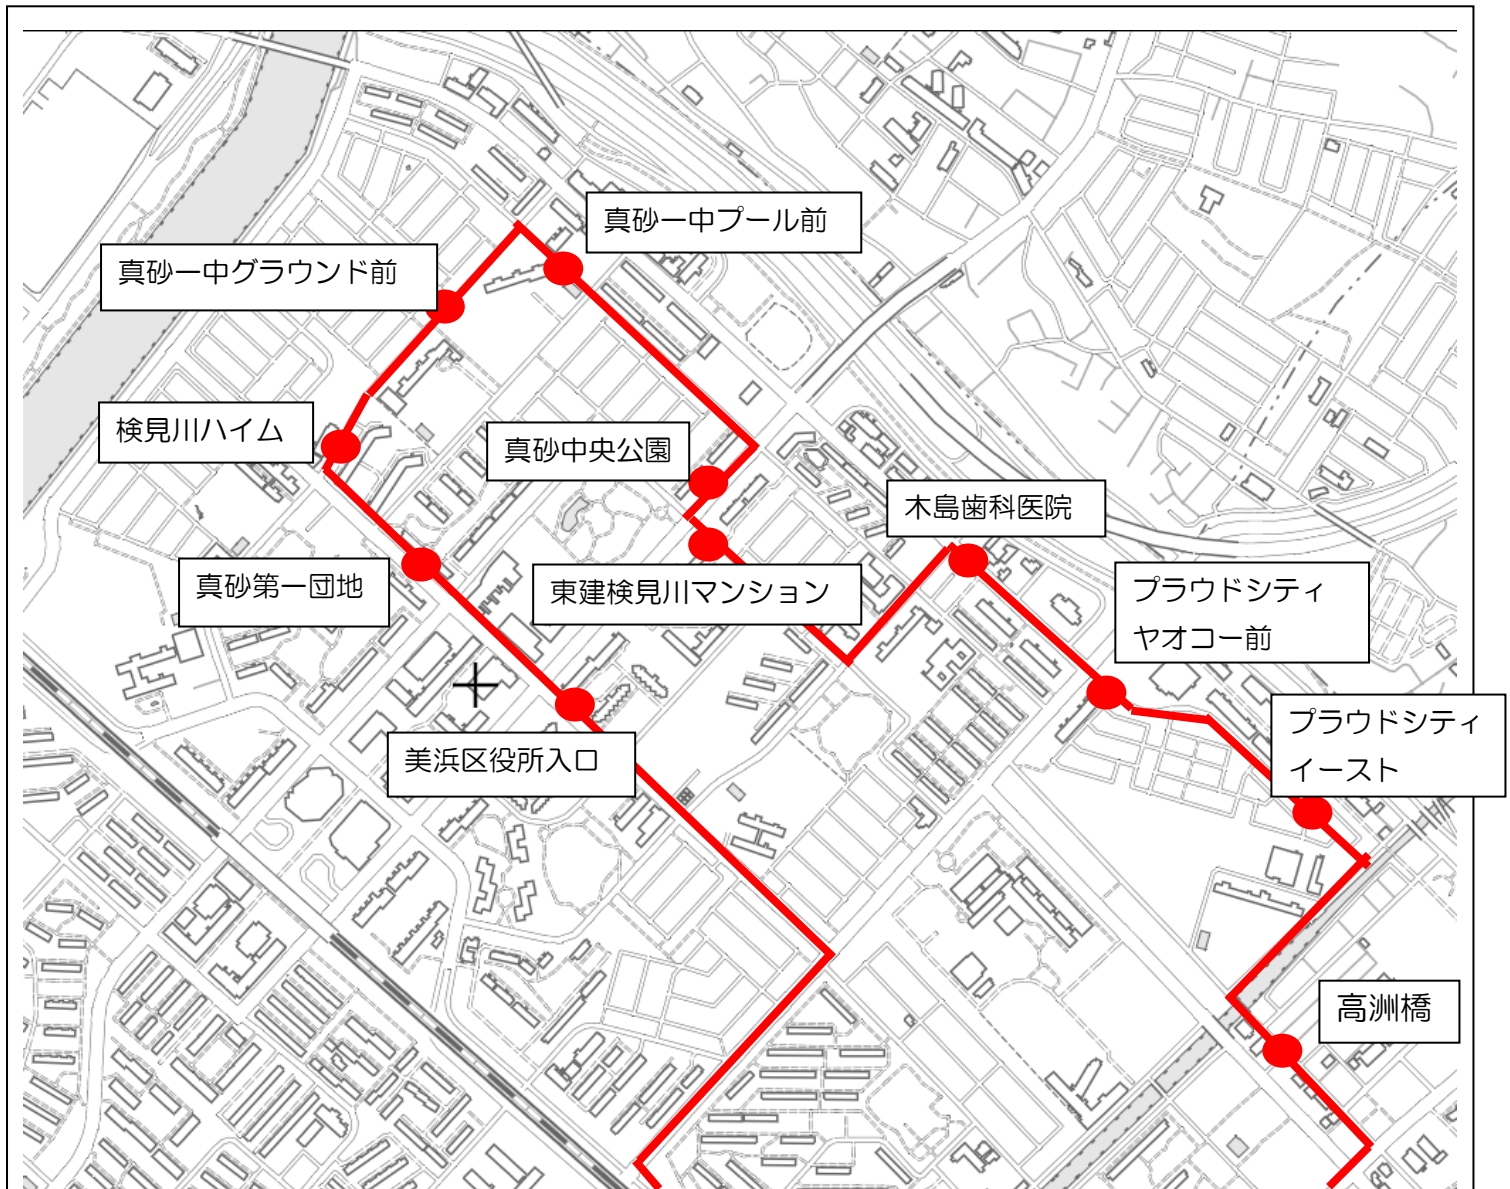 真砂一中プール前
真砂一中グラウンド前
検見川ハイム
真砂中央公園
木島歯科医院
真砂第一団地
東建検見川マンション
プラウドシティ
ヤオコー前
美浜区役所入口
プラウドシティ
イースト
高洲橋